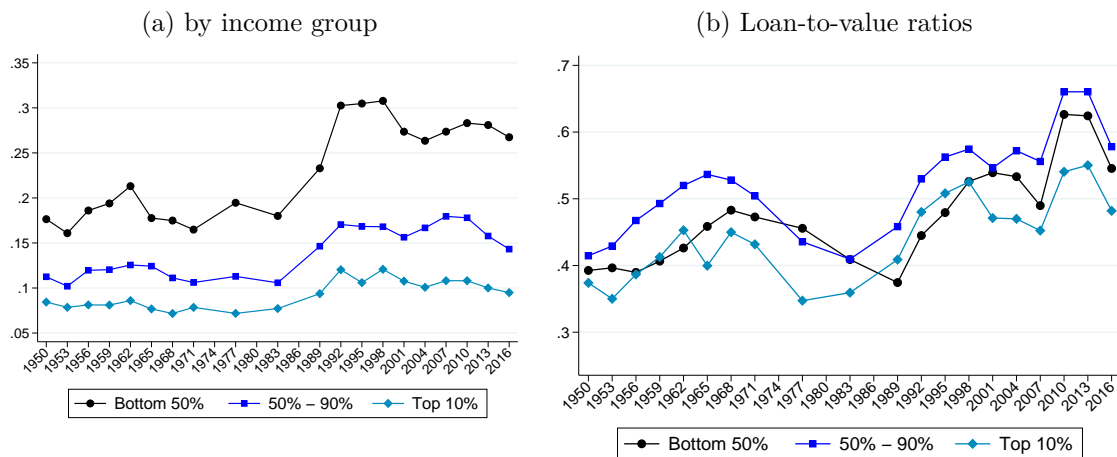 (a) by income group
.35
.3
.25
.2
.15
.1
.05
1950 1953 1956 1959 1962 1965 1968 1971 1974 1977 1980 1983 1986 1989 1992 1995 1998 2001 2004 2007 2010 2013 2016
Bottom 50% 50% − 90% Top 10%
(b) Loan-to-value ratios
.7
.6
.5
.4
.3
1950 1953 1956 1959 1962 1965 1968 1971 1974 1977 1980 1983 1986 1989 1992 1995 1998 2001 2004 2007 2010 2013 2016
Bottom 50% 50% − 90% Top 10%